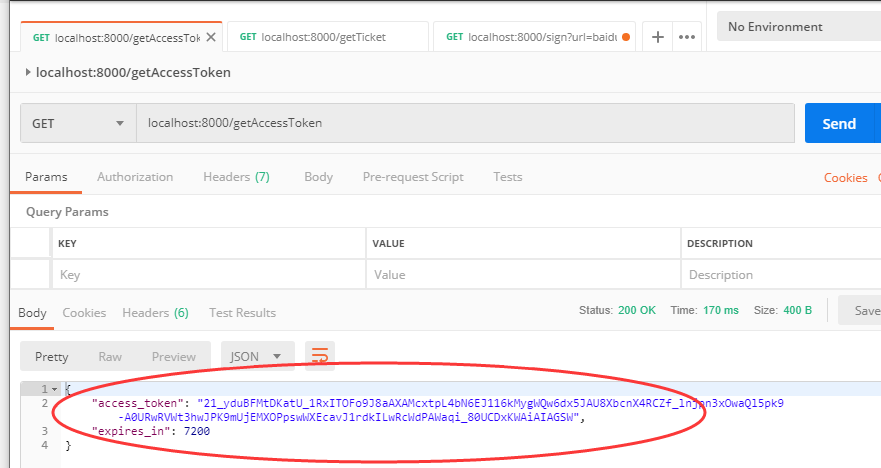 GET localhost:8000/getAccessTok
GET localhost:8000/getTicket
GET localhost:8000/sign?url=baidu
No Environment
localhost:8000/getAccessToken
GET
localhost:8000/getAccessToken
Send
Params Authorization Headers (7) Body Pre-request Script Tests Cookies
Query Params
KEY VALUE DESCRIPTION
Key Value Description
Body Cookies Headers (6) Test Results Status: 200 OK Time: 170 ms Size: 400 B Save
Pretty Raw Preview JSON
1 {
2 "access_token": "21_yduBFMtDKatU_1RxITOFo9J8aAXAMcxtpL4bN6EJ116kMygWQw6dx5JAU8XbcnX4RCZf_lnjnn3xOwaQl5pk9
-A0URwRVWt3hwJPK9mUjEMXOPpswWXEcavJ1rdkILwRcWdPAWaqi_80UCDxKWAiAIAGSW",
3 "expires_in": 7200
4 }